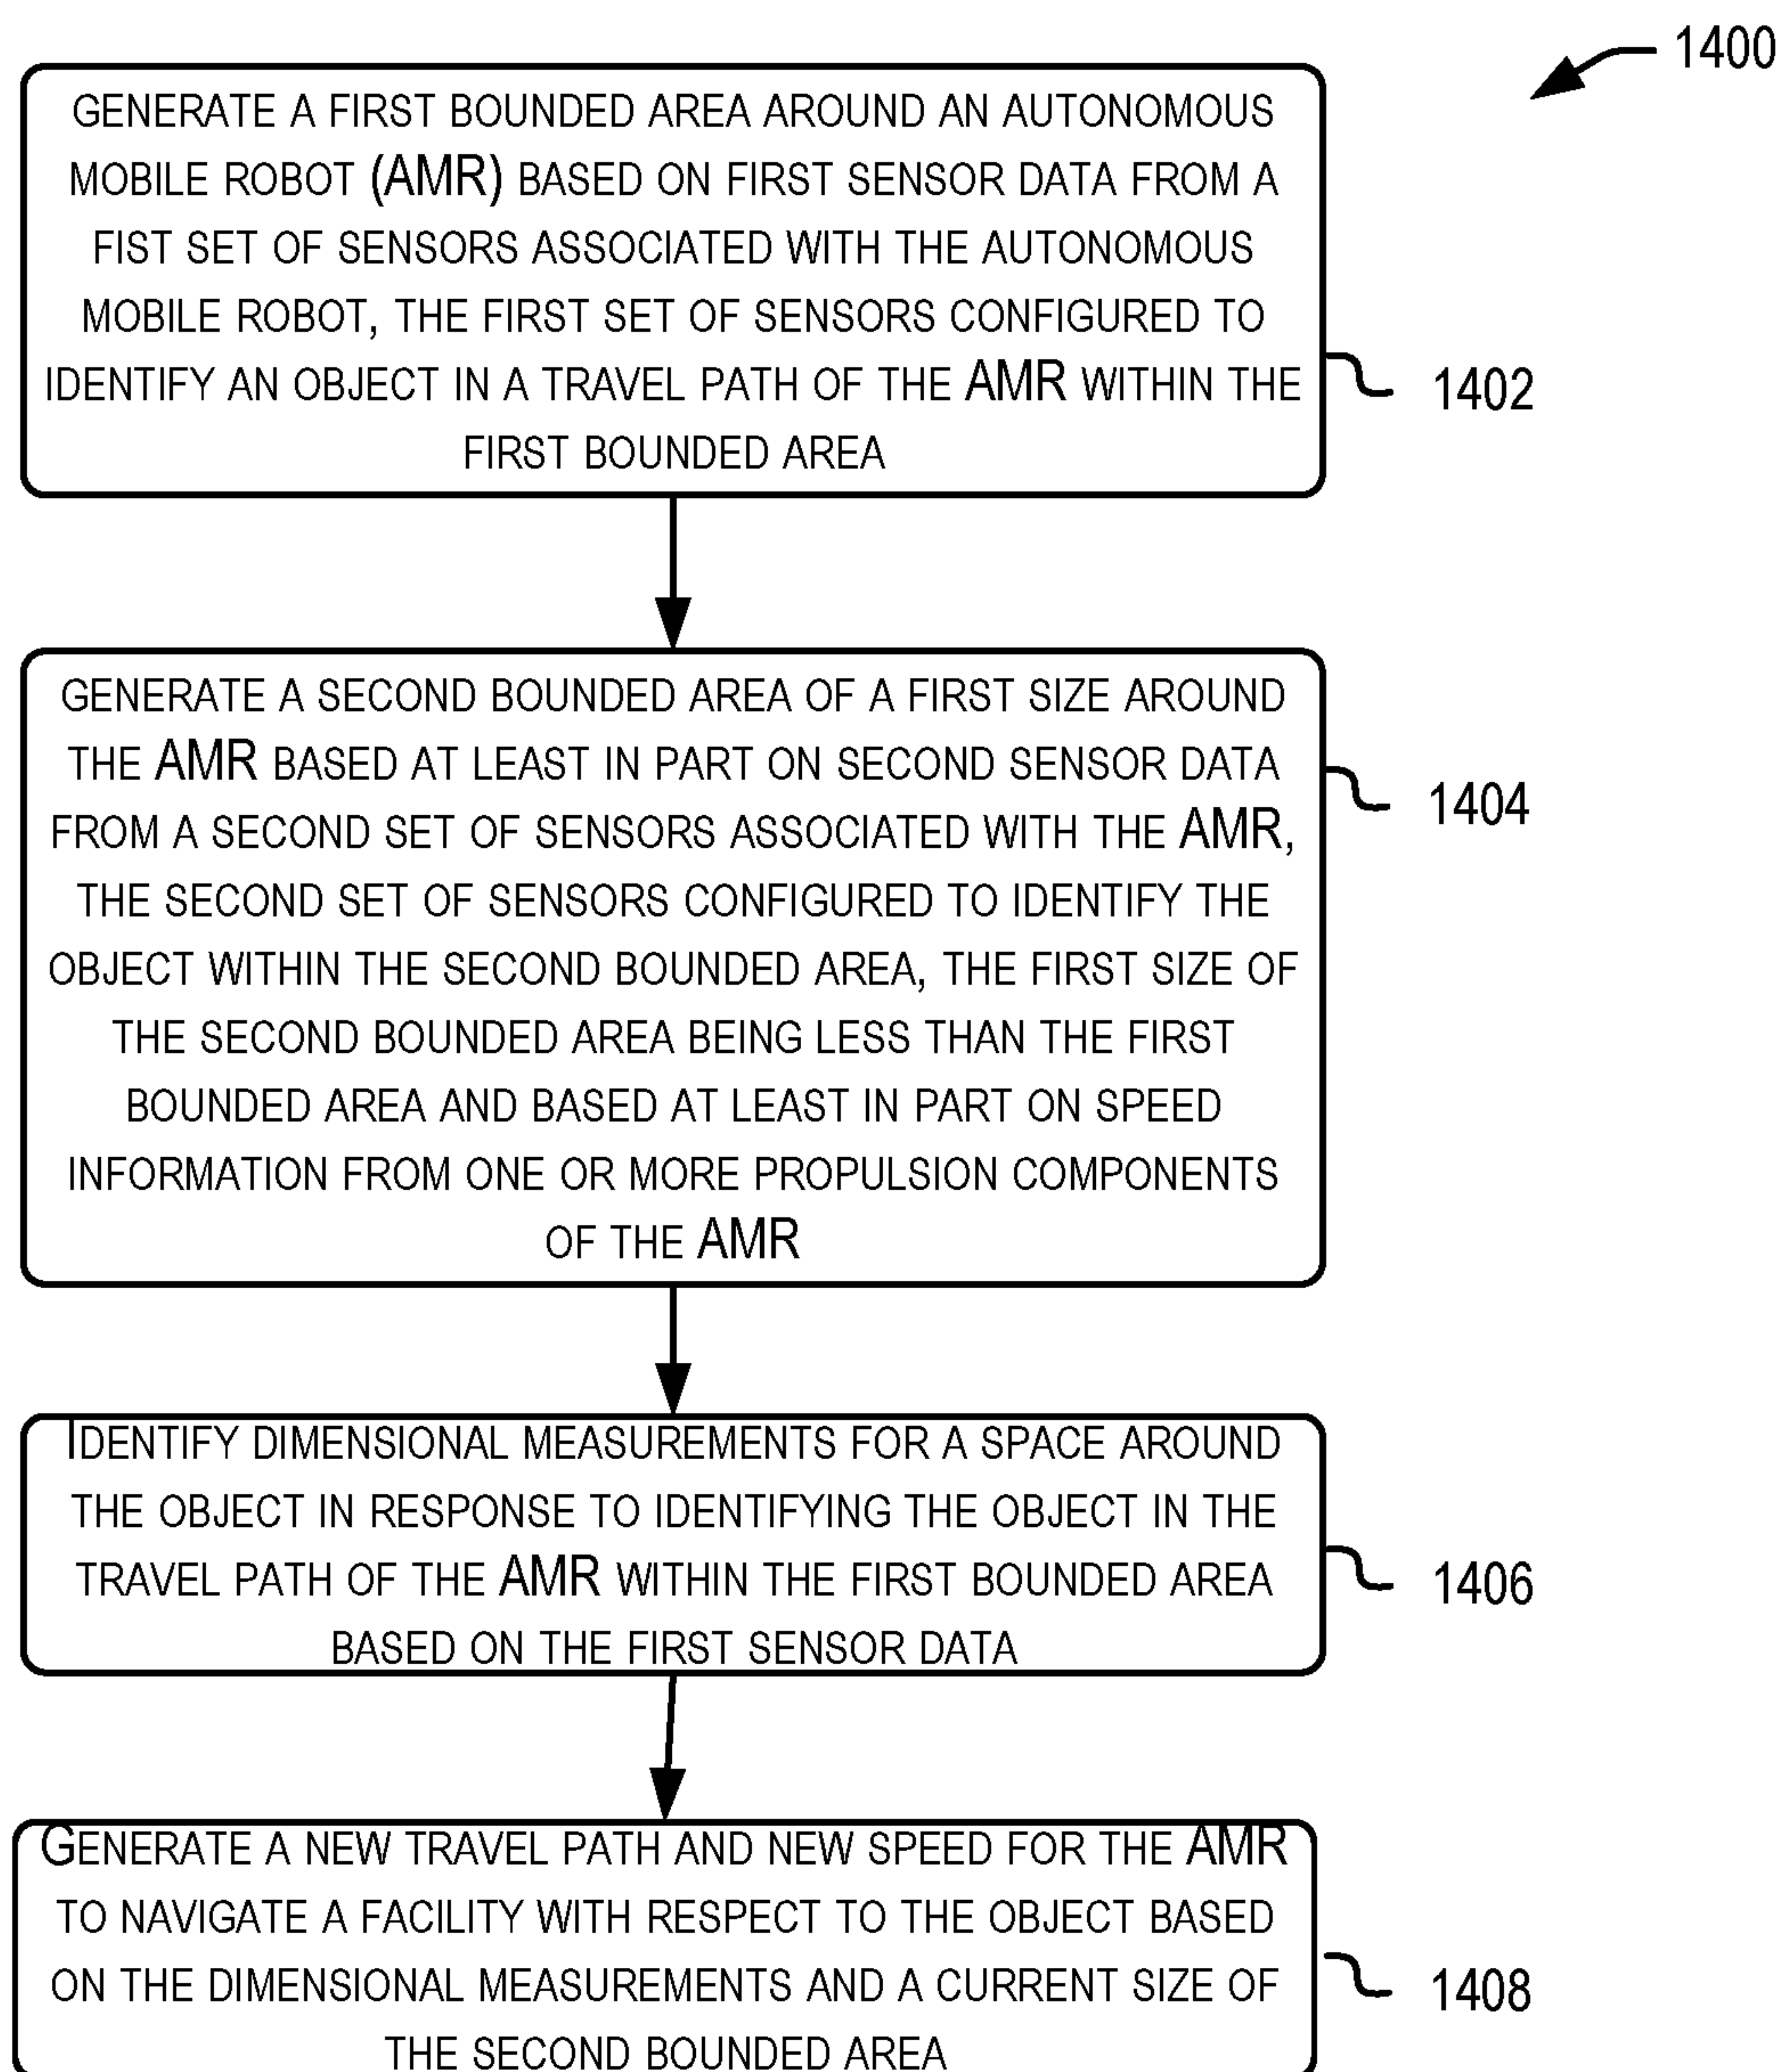 1400
GENERATE A FIRST BOUNDED AREA AROUND AN AUTONOMOUS
MOBILE ROBOT (AMR) BASED ON FIRST SENSOR DATA FROM A
FIST SET OF SENSORS ASSOCIATED WITH THE AUTONOMOUS
MOBILE ROBOT, THE FIRST SET OF SENSORS CONFIGURED TO
IDENTIFY AN OBJECT IN A TRAVEL PATH OF THE AMR WITHIN THE
FIRST BOUNDED AREA
1402
GENERATE A SECOND BOUNDED AREA OF A FIRST SIZE AROUND
THE AMR BASED AT LEAST IN PART ON SECOND SENSOR DATA
FROM A SECOND SET OF SENSORS ASSOCIATED WITH THE AMR,
THE SECOND SET OF SENSORS CONFIGURED TO IDENTIFY THE
OBJECT WITHIN THE SECOND BOUNDED AREA, THE FIRST SIZE OF
THE SECOND BOUNDED AREA BEING LESS THAN THE FIRST
BOUNDED AREA AND BASED AT LEAST IN PART ON SPEED
INFORMATION FROM ONE OR MORE PROPULSION COMPONENTS
OF THE AMR
1404
IDENTIFY DIMENSIONAL MEASUREMENTS FOR A SPACE AROUND
THE OBJECT IN RESPONSE TO IDENTIFYING THE OBJECT IN THE
TRAVEL PATH OF THE AMR WITHIN THE FIRST BOUNDED AREA
BASED ON THE FIRST SENSOR DATA
1406
GENERATE A NEW TRAVEL PATH AND NEW SPEED FOR THE AMR
TO NAVIGATE A FACILITY WITH RESPECT TO THE OBJECT BASED
ON THE DIMENSIONAL MEASUREMENTS AND A CURRENT SIZE OF
THE SECOND BOUNDED AREA
1408